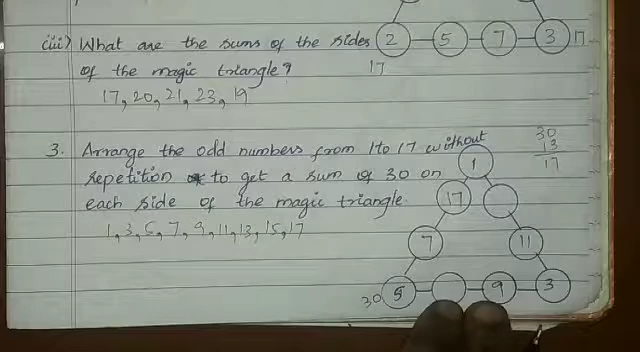 iii) What are the sums of the sides
of the magic triangle?
17, 20, 21, 23, 19
2 5 7 3 17
17
3. Arrange the odd numbers from 1 to 17 without
repetition to get a sum of 30 on
each side of the magic triangle.
1, 3, 5, 7, 9, 11, 13, 15, 17
30
13
17
1
17
7 11
30 5 9 3